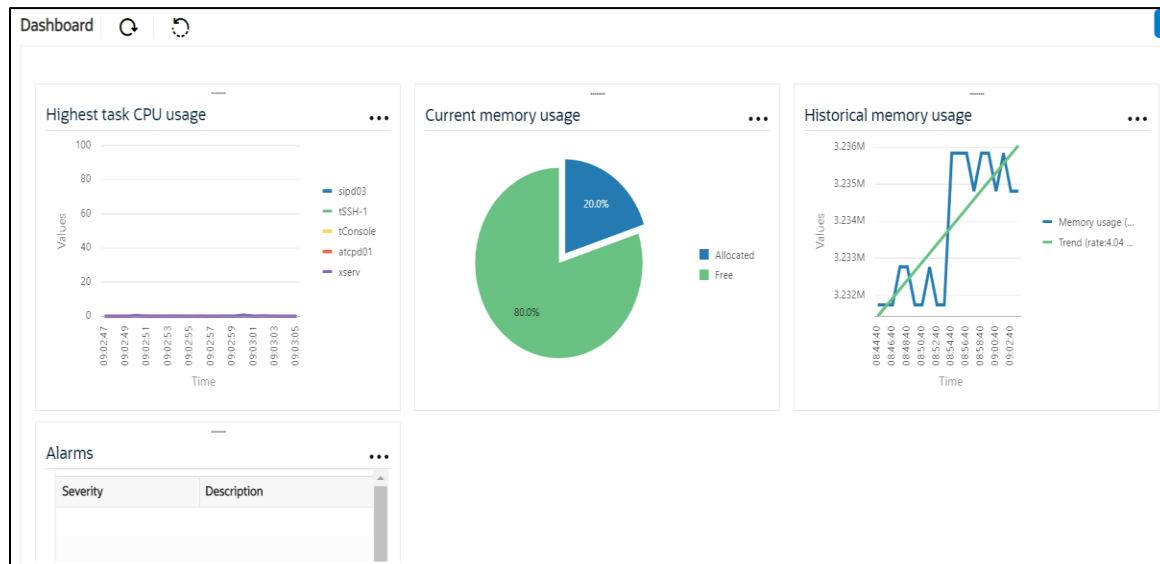 Dashboard
Highest task CPU usage
100
80
60
40
20
0
Values
09:02:47
09:02:49
09:02:51
09:02:53
09:02:55
09:02:57
09:02:59
09:03:01
09:03:03
09:03:05
Time
sipd03
tSSH-1
tConsole
atcpd01
xserv
Current memory usage
20.0%
80.0%
Allocated
Free
Historical memory usage
3.236M
3.235M
3.234M
3.233M
3.232M
Values
08:44:40
08:46:40
08:48:40
08:50:40
08:52:40
08:54:40
08:56:40
08:58:40
09:00:40
09:02:40
Time
Memory usage (...
Trend (rate:4.04 ...
Alarms
Severity Description